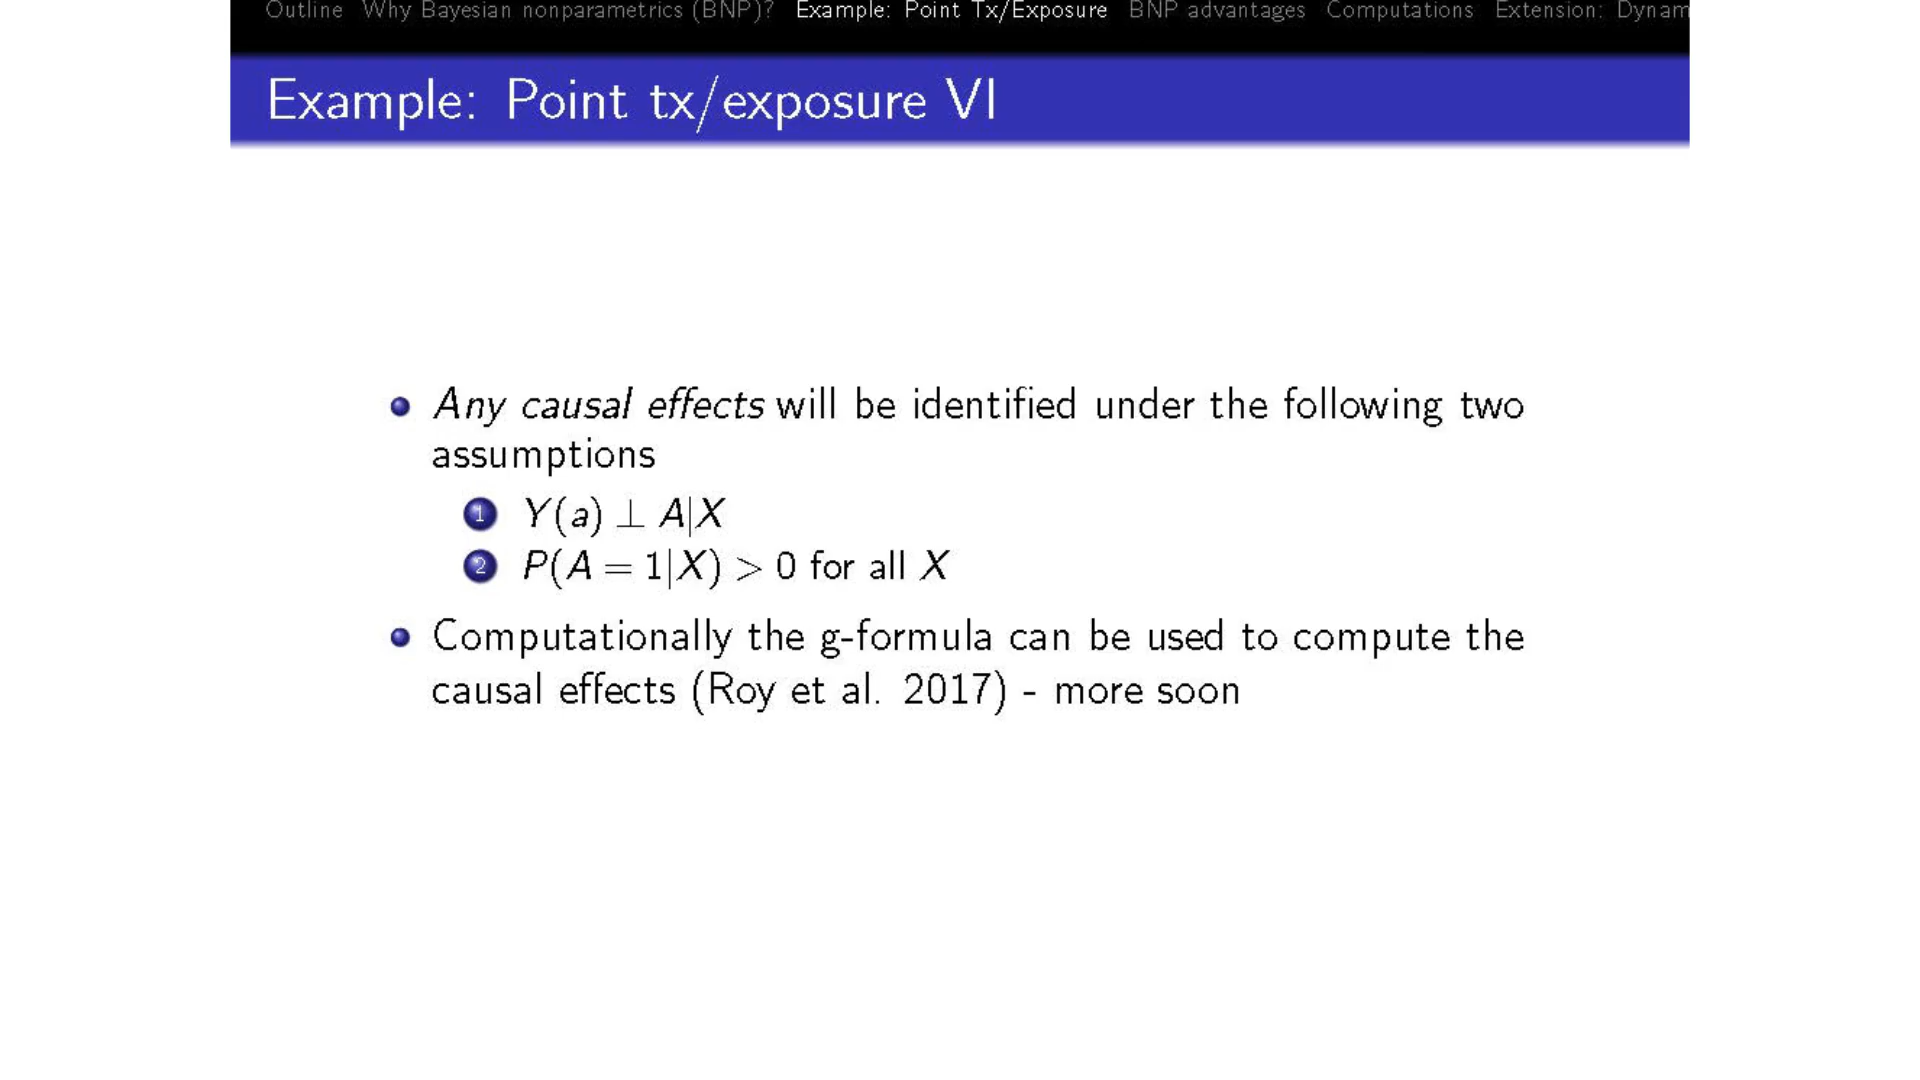 Outline Why Bayesian nonparametrics (BNP)? Example: Point Tx/Exposure BNP advantages Computations Extension: Dynam
Example: Point tx/exposure VI
Any causal effects will be identified under the following two
assumptions
1 Y(a) ⊥ A|X
2 P(A = 1|X) > 0 for all X
Computationally the g-formula can be used to compute the
causal effects (Roy et al. 2017) - more soon